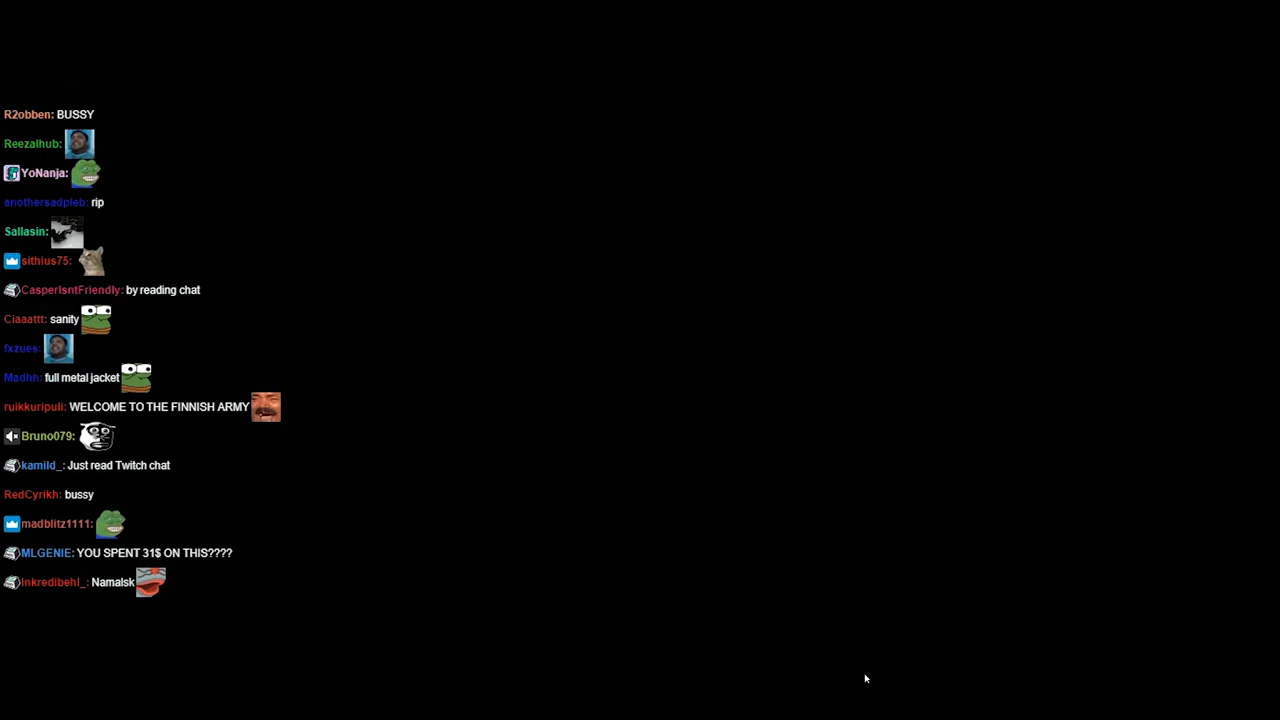 R2obben: BUSSY
Reezalhub:
YoNanja:
anothersadpleb: rip
Sallasin:
sithius75:
CasperIsntFriendly: by reading chat
Ciaaattt: sanity
fxzues:
Madhh: full metal jacket
ruikkuripuli: WELCOME TO THE FINNISH ARMY
Bruno079:
kamild_: Just read Twitch chat
RedCyrikh: bussy
madblitz1111:
MLGENIE: YOU SPENT 31$ ON THIS????
inkredibehl_: Namalsk